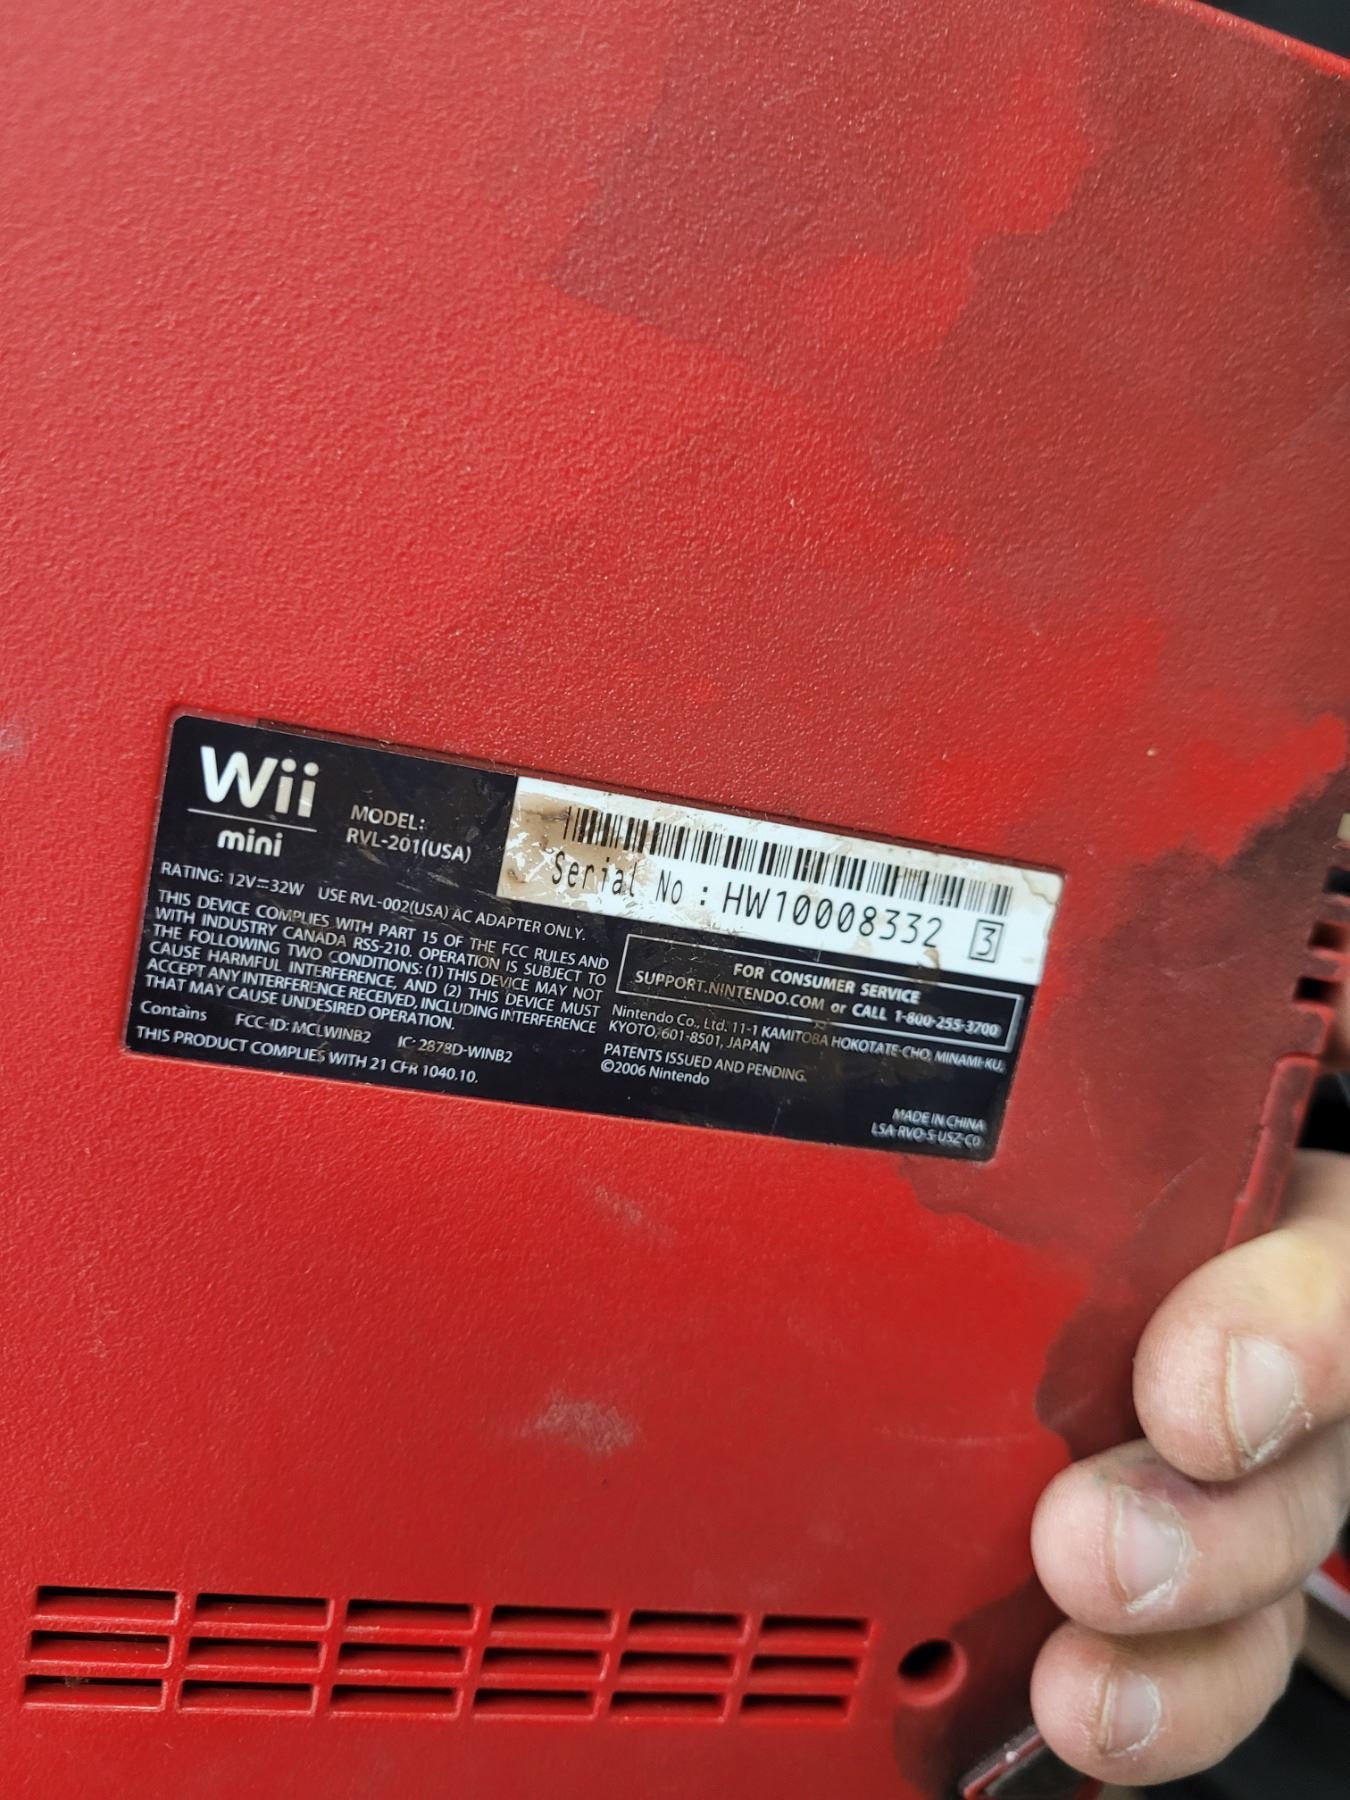 Wii
mini
MODEL:
RVL-201(USA)
Serial No : HW10008332 3
RATING: 12V⎓32W USE RVL-002(USA) AC ADAPTER ONLY.
THIS DEVICE COMPLIES WITH PART 15 OF THE FCC RULES AND
WITH INDUSTRY CANADA RSS-210. OPERATION IS SUBJECT TO
THE FOLLOWING TWO CONDITIONS: (1) THIS DEVICE MAY NOT
CAUSE HARMFUL INTERFERENCE, AND (2) THIS DEVICE MUST
ACCEPT ANY INTERFERENCE RECEIVED, INCLUDING INTERFERENCE
THAT MAY CAUSE UNDESIRED OPERATION.
Contains FCC-ID: MCLWINB2 IC: 2878D-WINB2
THIS PRODUCT COMPLIES WITH 21 CFR 1040.10.
FOR CONSUMER SERVICE
SUPPORT.NINTENDO.COM or CALL 1-800-255-3700
Nintendo Co., Ltd. 11-1 KAMITOBA HOKOTATE-CHO, MINAMI-KU,
KYOTO, 601-8501, JAPAN
PATENTS ISSUED AND PENDING.
©2006 Nintendo
MADE IN CHINA
LSA-RVO-S-USZ-C0